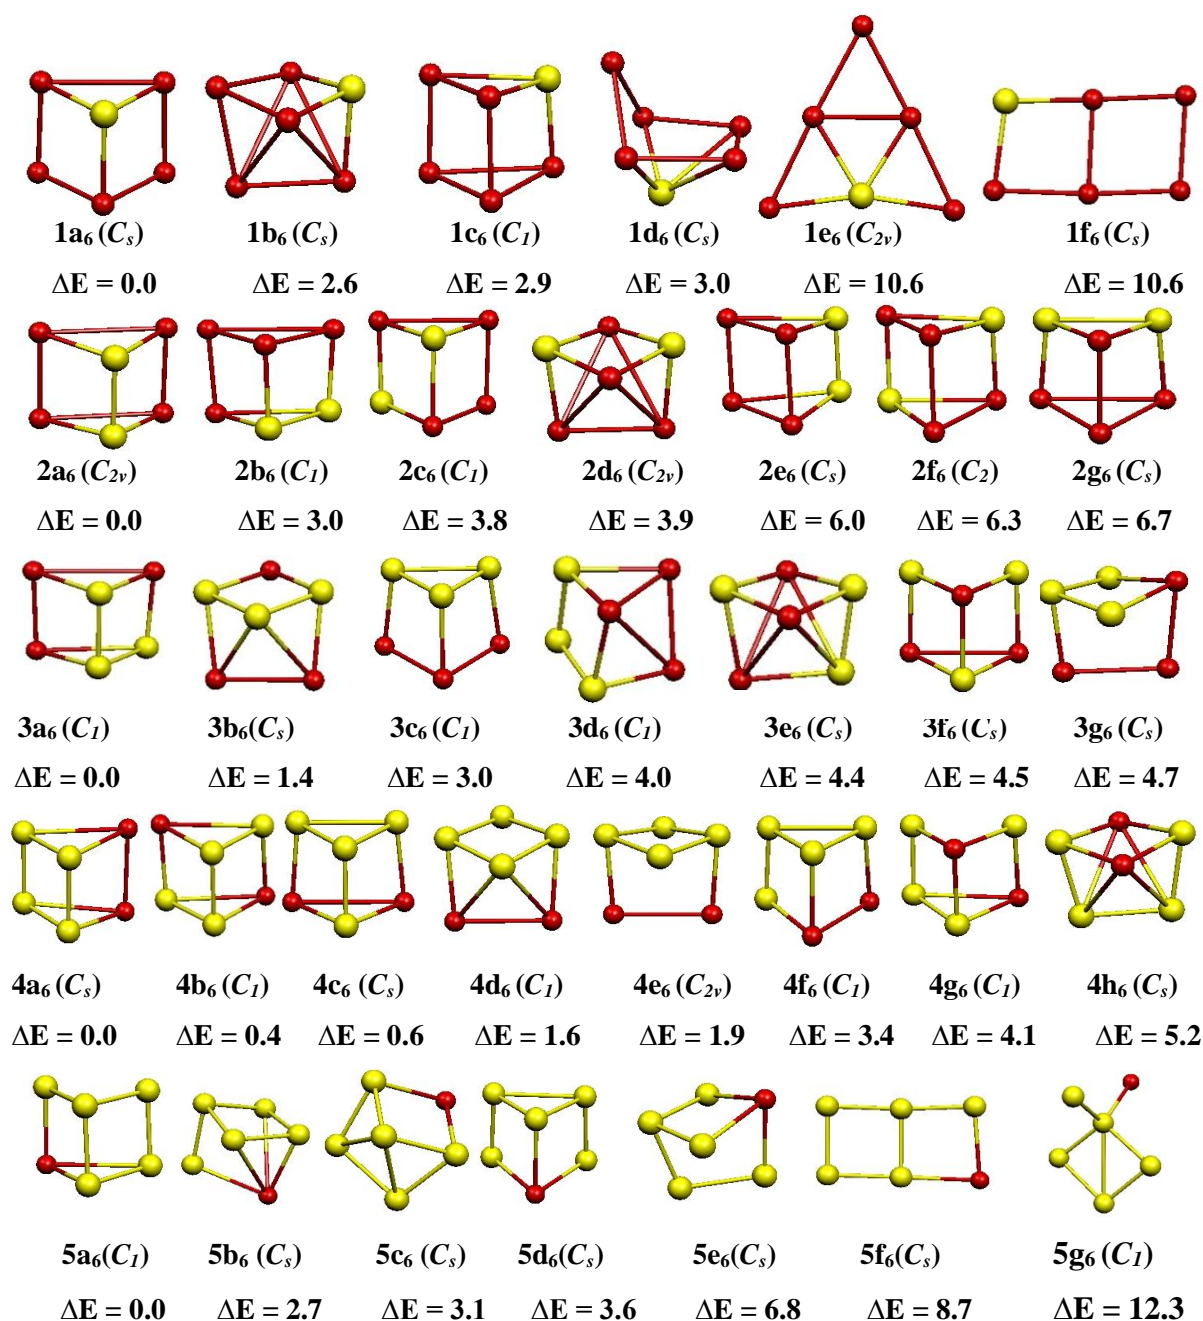 1a₆ (Cₛ) 1b₆ (Cₛ) 1c₆ (C₁) 1d₆ (Cₛ) 1e₆ (C₂ᵥ) 1f₆ (Cₛ)
ΔE = 0.0 ΔE = 2.6 ΔE = 2.9 ΔE = 3.0 ΔE = 10.6 ΔE = 10.6
2a₆ (C₂ᵥ) 2b₆ (C₁) 2c₆ (C₁) 2d₆ (C₂ᵥ) 2e₆ (Cₛ) 2f₆ (C₂) 2g₆ (Cₛ)
ΔE = 0.0 ΔE = 3.0 ΔE = 3.8 ΔE = 3.9 ΔE = 6.0 ΔE = 6.3 ΔE = 6.7
3a₆ (C₁) 3b₆(Cₛ) 3c₆ (C₁) 3d₆ (C₁) 3e₆ (Cₛ) 3f₆ (Cₛ) 3g₆ (Cₛ)
ΔE = 0.0 ΔE = 1.4 ΔE = 3.0 ΔE = 4.0 ΔE = 4.4 ΔE = 4.5 ΔE = 4.7
4a₆ (Cₛ) 4b₆ (C₁) 4c₆ (Cₛ) 4d₆ (C₁) 4e₆ (C₂ᵥ) 4f₆ (C₁) 4g₆ (C₁) 4h₆ (Cₛ)
ΔE = 0.0 ΔE = 0.4 ΔE = 0.6 ΔE = 1.6 ΔE = 1.9 ΔE = 3.4 ΔE = 4.1 ΔE = 5.2
5a₆(C₁) 5b₆ (Cₛ) 5c₆ (Cₛ) 5d₆(Cₛ) 5e₆(Cₛ) 5f₆(Cₛ) 5g₆ (C₁)
ΔE = 0.0 ΔE = 2.7 ΔE = 3.1 ΔE = 3.6 ΔE = 6.8 ΔE = 8.7 ΔE = 12.3